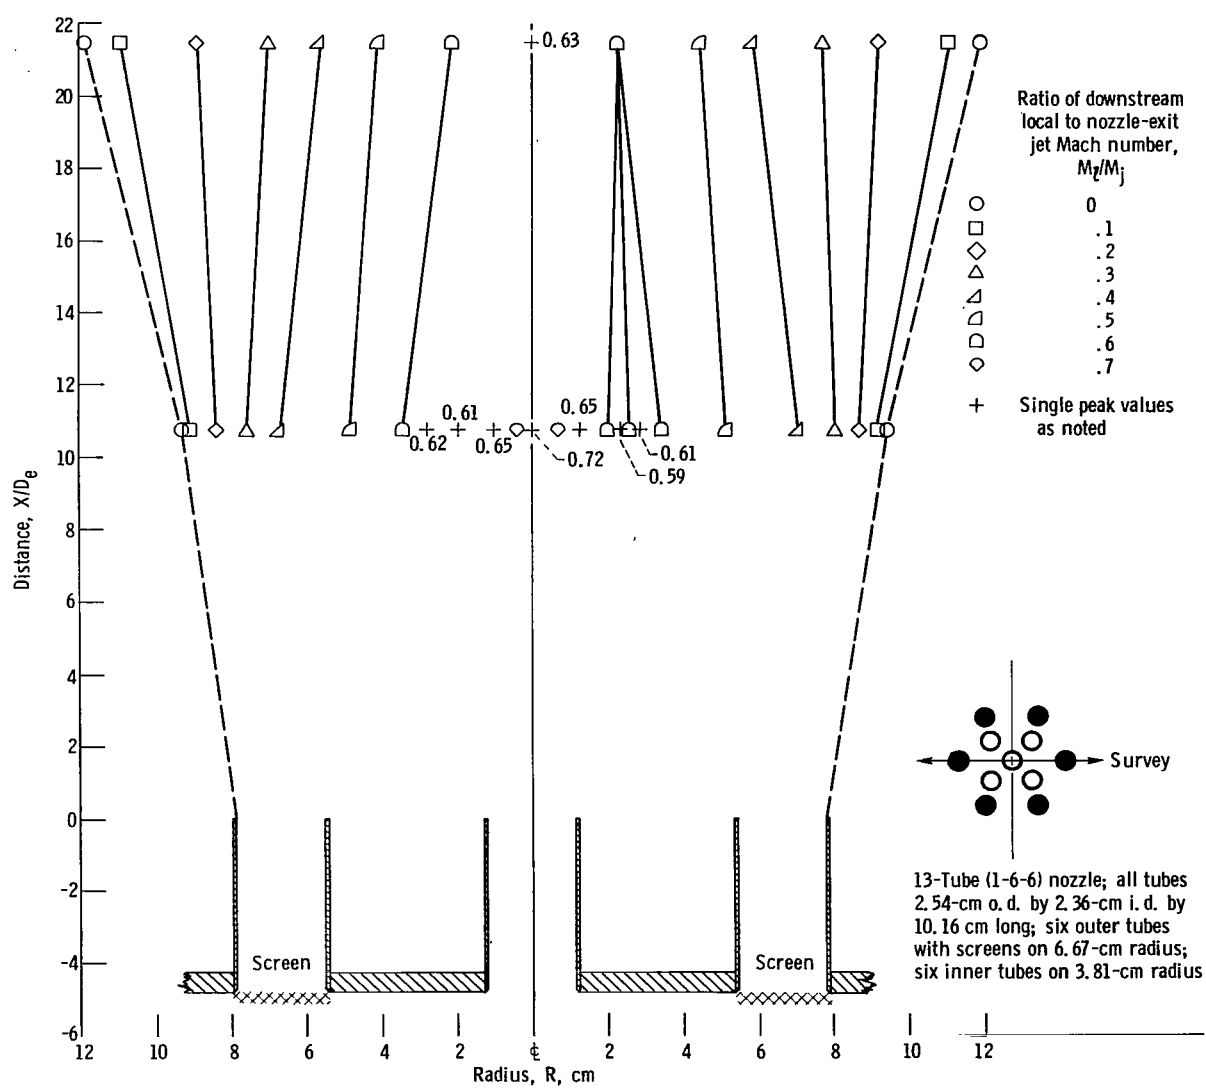 22
20
18
16
14
12
10
8
6
4
2
0
-2
-4
-6
Distance, X/De
0.63
0.61
0.62
0.65
0.65
0.72
0.61
0.59
Ratio of downstream
local to nozzle-exit
jet Mach number,
Ml/Mj
0
.1
.2
.3
.4
.5
.6
.7
+ Single peak values
as noted
Survey
13-Tube (1-6-6) nozzle; all tubes
2.54-cm o.d. by 2.36-cm i.d. by
10.16 cm long; six outer tubes
with screens on 6.67-cm radius;
six inner tubes on 3.81-cm radius
Screen
Screen
12 10 8 6 4 2 ℄ 2 4 6 8 10 12
Radius, R, cm